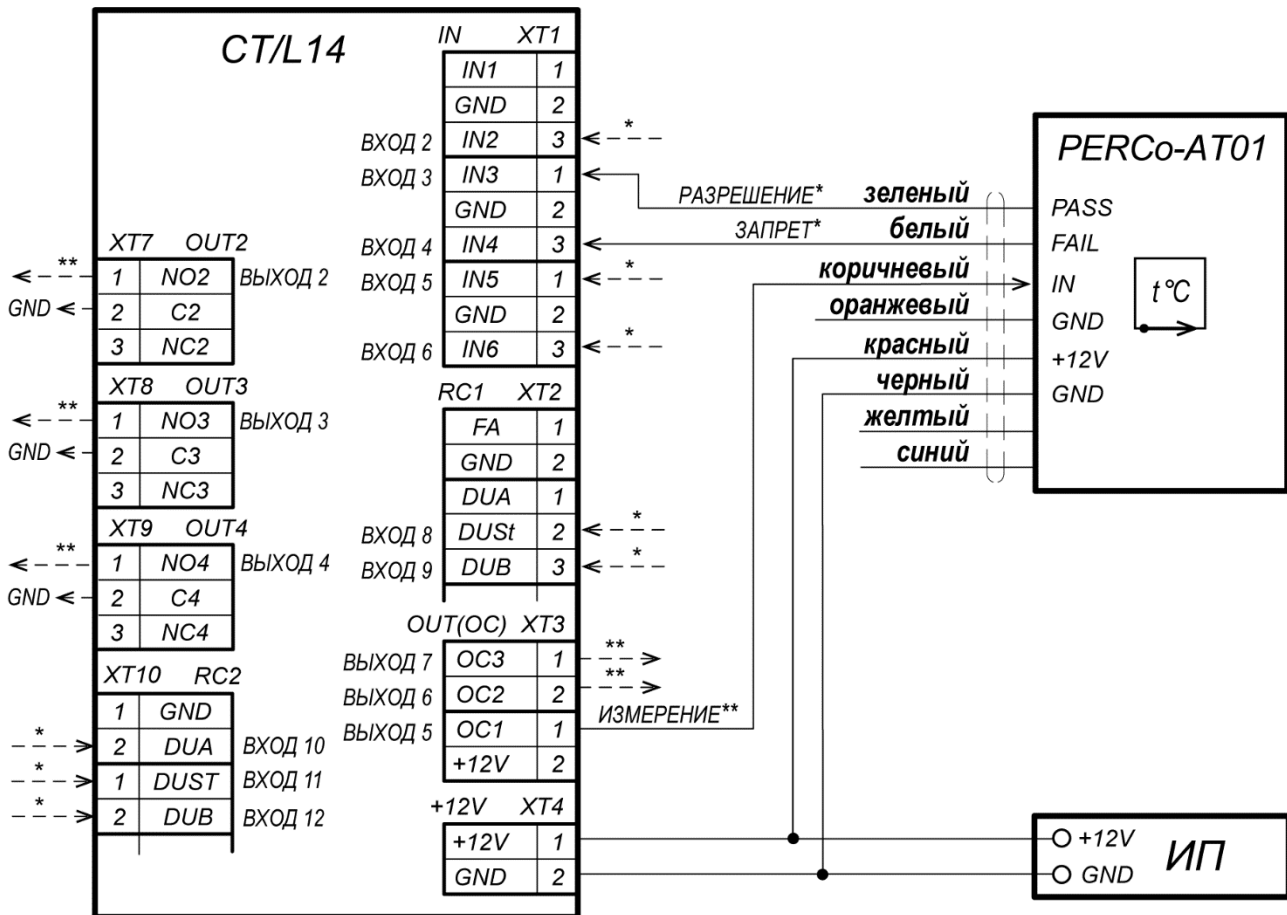 CT/L14
IN XT1
IN1 1
GND 2
ВХОД 2 IN2 3 *
ВХОД 3 IN3 1
GND 2
ВХОД 4 IN4 3
ВХОД 5 IN5 1 *
GND 2
ВХОД 6 IN6 3 *
RC1 XT2
FA 1
GND 2
DUA 1
ВХОД 8 DUSt 2 *
ВХОД 9 DUB 3 *
OUT(OC) XT3
ВЫХОД 7 OC3 1 **
ВЫХОД 6 OC2 2 **
ВЫХОД 5 OC1 1
+12V 2
+12V XT4
+12V 1
GND 2
XT7 OUT2
** 1 NO2 ВЫХОД 2
GND 2 C2
3 NC2
XT8 OUT3
** 1 NO3 ВЫХОД 3
GND 2 C3
3 NC3
XT9 OUT4
** 1 NO4 ВЫХОД 4
GND 2 C4
3 NC4
XT10 RC2
1 GND
* 2 DUA ВХОД 10
* 1 DUST ВХОД 11
* 2 DUB ВХОД 12
РАЗРЕШЕНИЕ* зеленый
ЗАПРЕТ* белый
коричневый
оранжевый
красный
черный
желтый
синий
ИЗМЕРЕНИЕ**
PERCo-AT01
PASS
FAIL
IN
GND
+12V
GND
t°C
+12V
GND
ИП